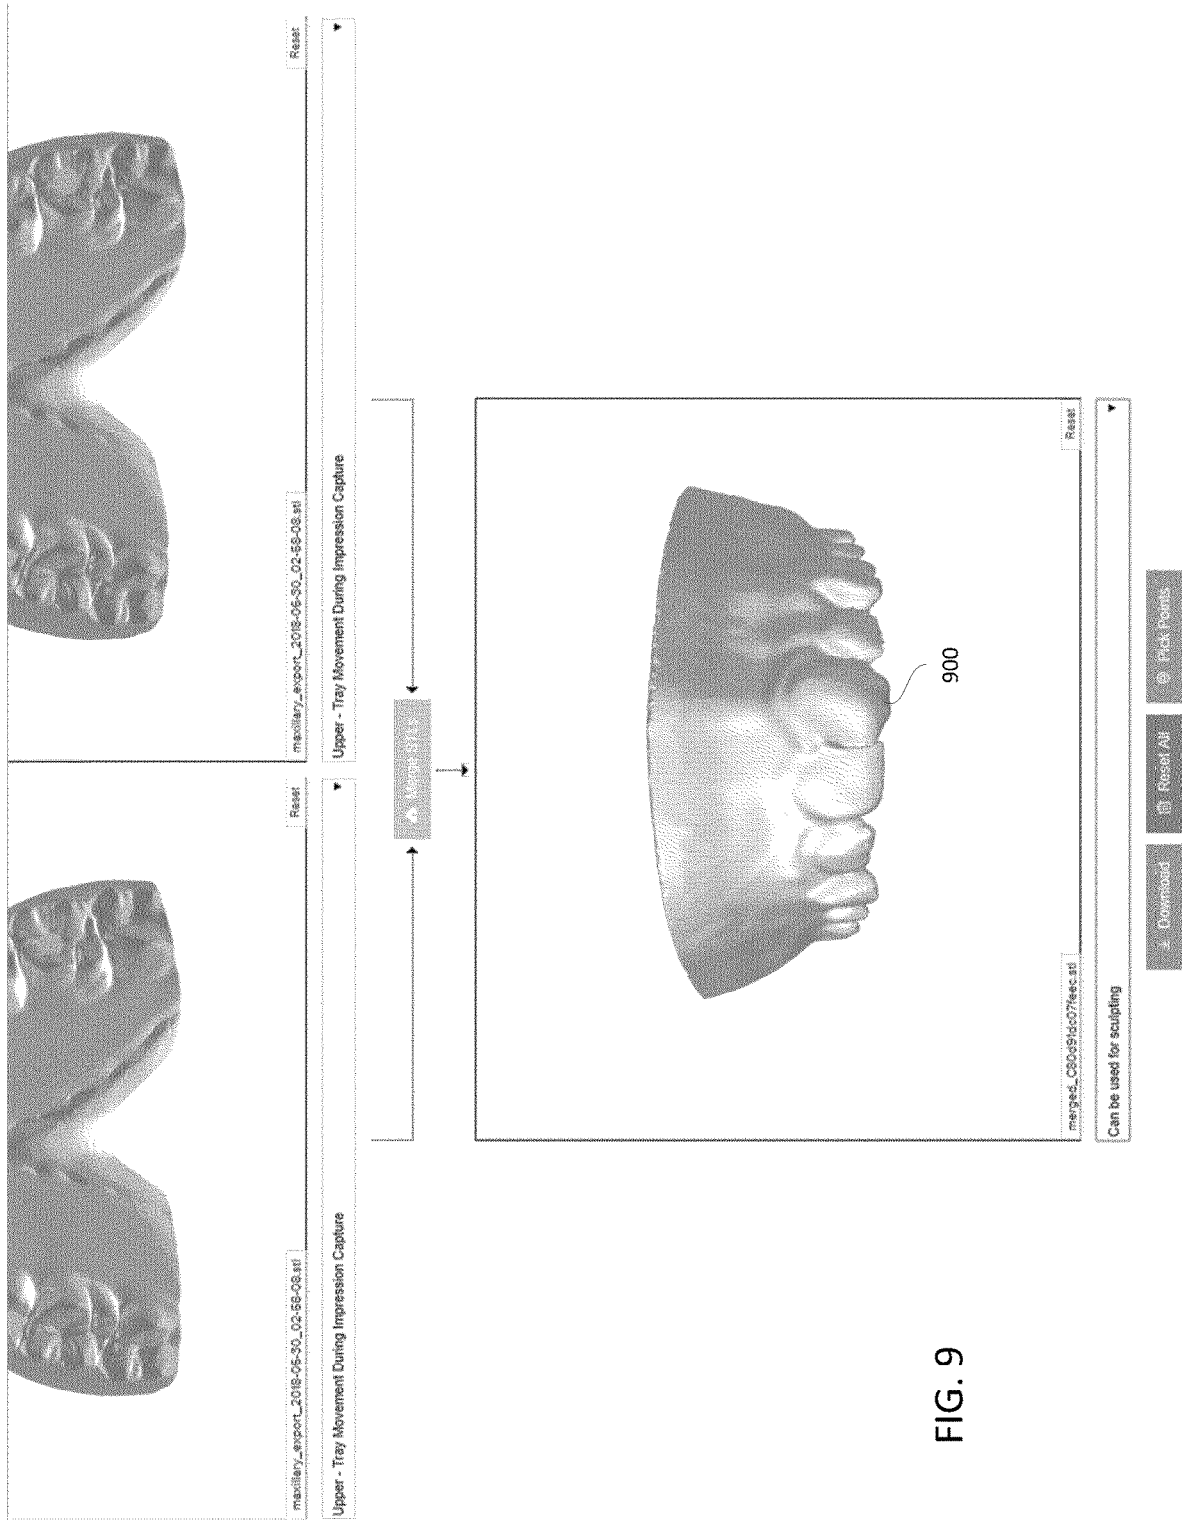 maxillary_export_2018-06-30_02-58-08.stl
Reset
maxillary_export_2018-06-30_02-58-08.stl
Reset
Upper - Tray Movement During Impression Capture
Upper - Tray Movement During Impression Capture
Merge STLs
900
Reset
Can be used for sculpting
Download
Reset All
Pick Points
FIG. 9